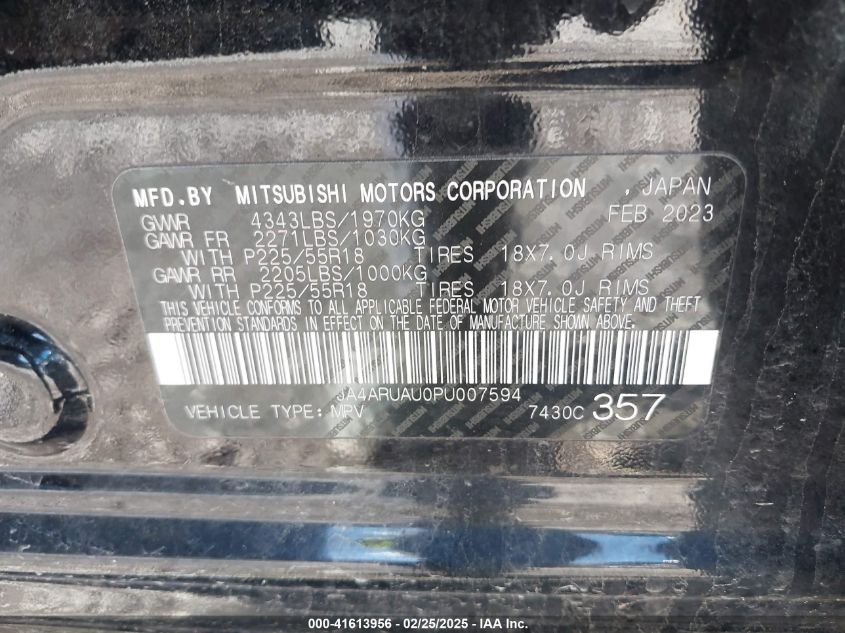 MFD.BY MITSUBISHI MOTORS CORPORATION , JAPAN
GVWR 4343LBS/1970KG FEB 2023
GAWR FR 2271LBS/1030KG
WITH P225/55R18 TIRES 18X7.0J RIMS
GAWR RR 2205LBS/1000KG
WITH P225/55R18 TIRES 18X7.0J RIMS
THIS VEHICLE CONFORMS TO ALL APPLICABLE FEDERAL MOTOR VEHICLE SAFETY AND THEFT
PREVENTION STANDARDS IN EFFECT ON THE DATE OF MANUFACTURE SHOWN ABOVE.
JA4ARUAU0PU007594
VEHICLE TYPE: MPV 7430C 357
000-41613956 - 02/25/2025 - IAA Inc.